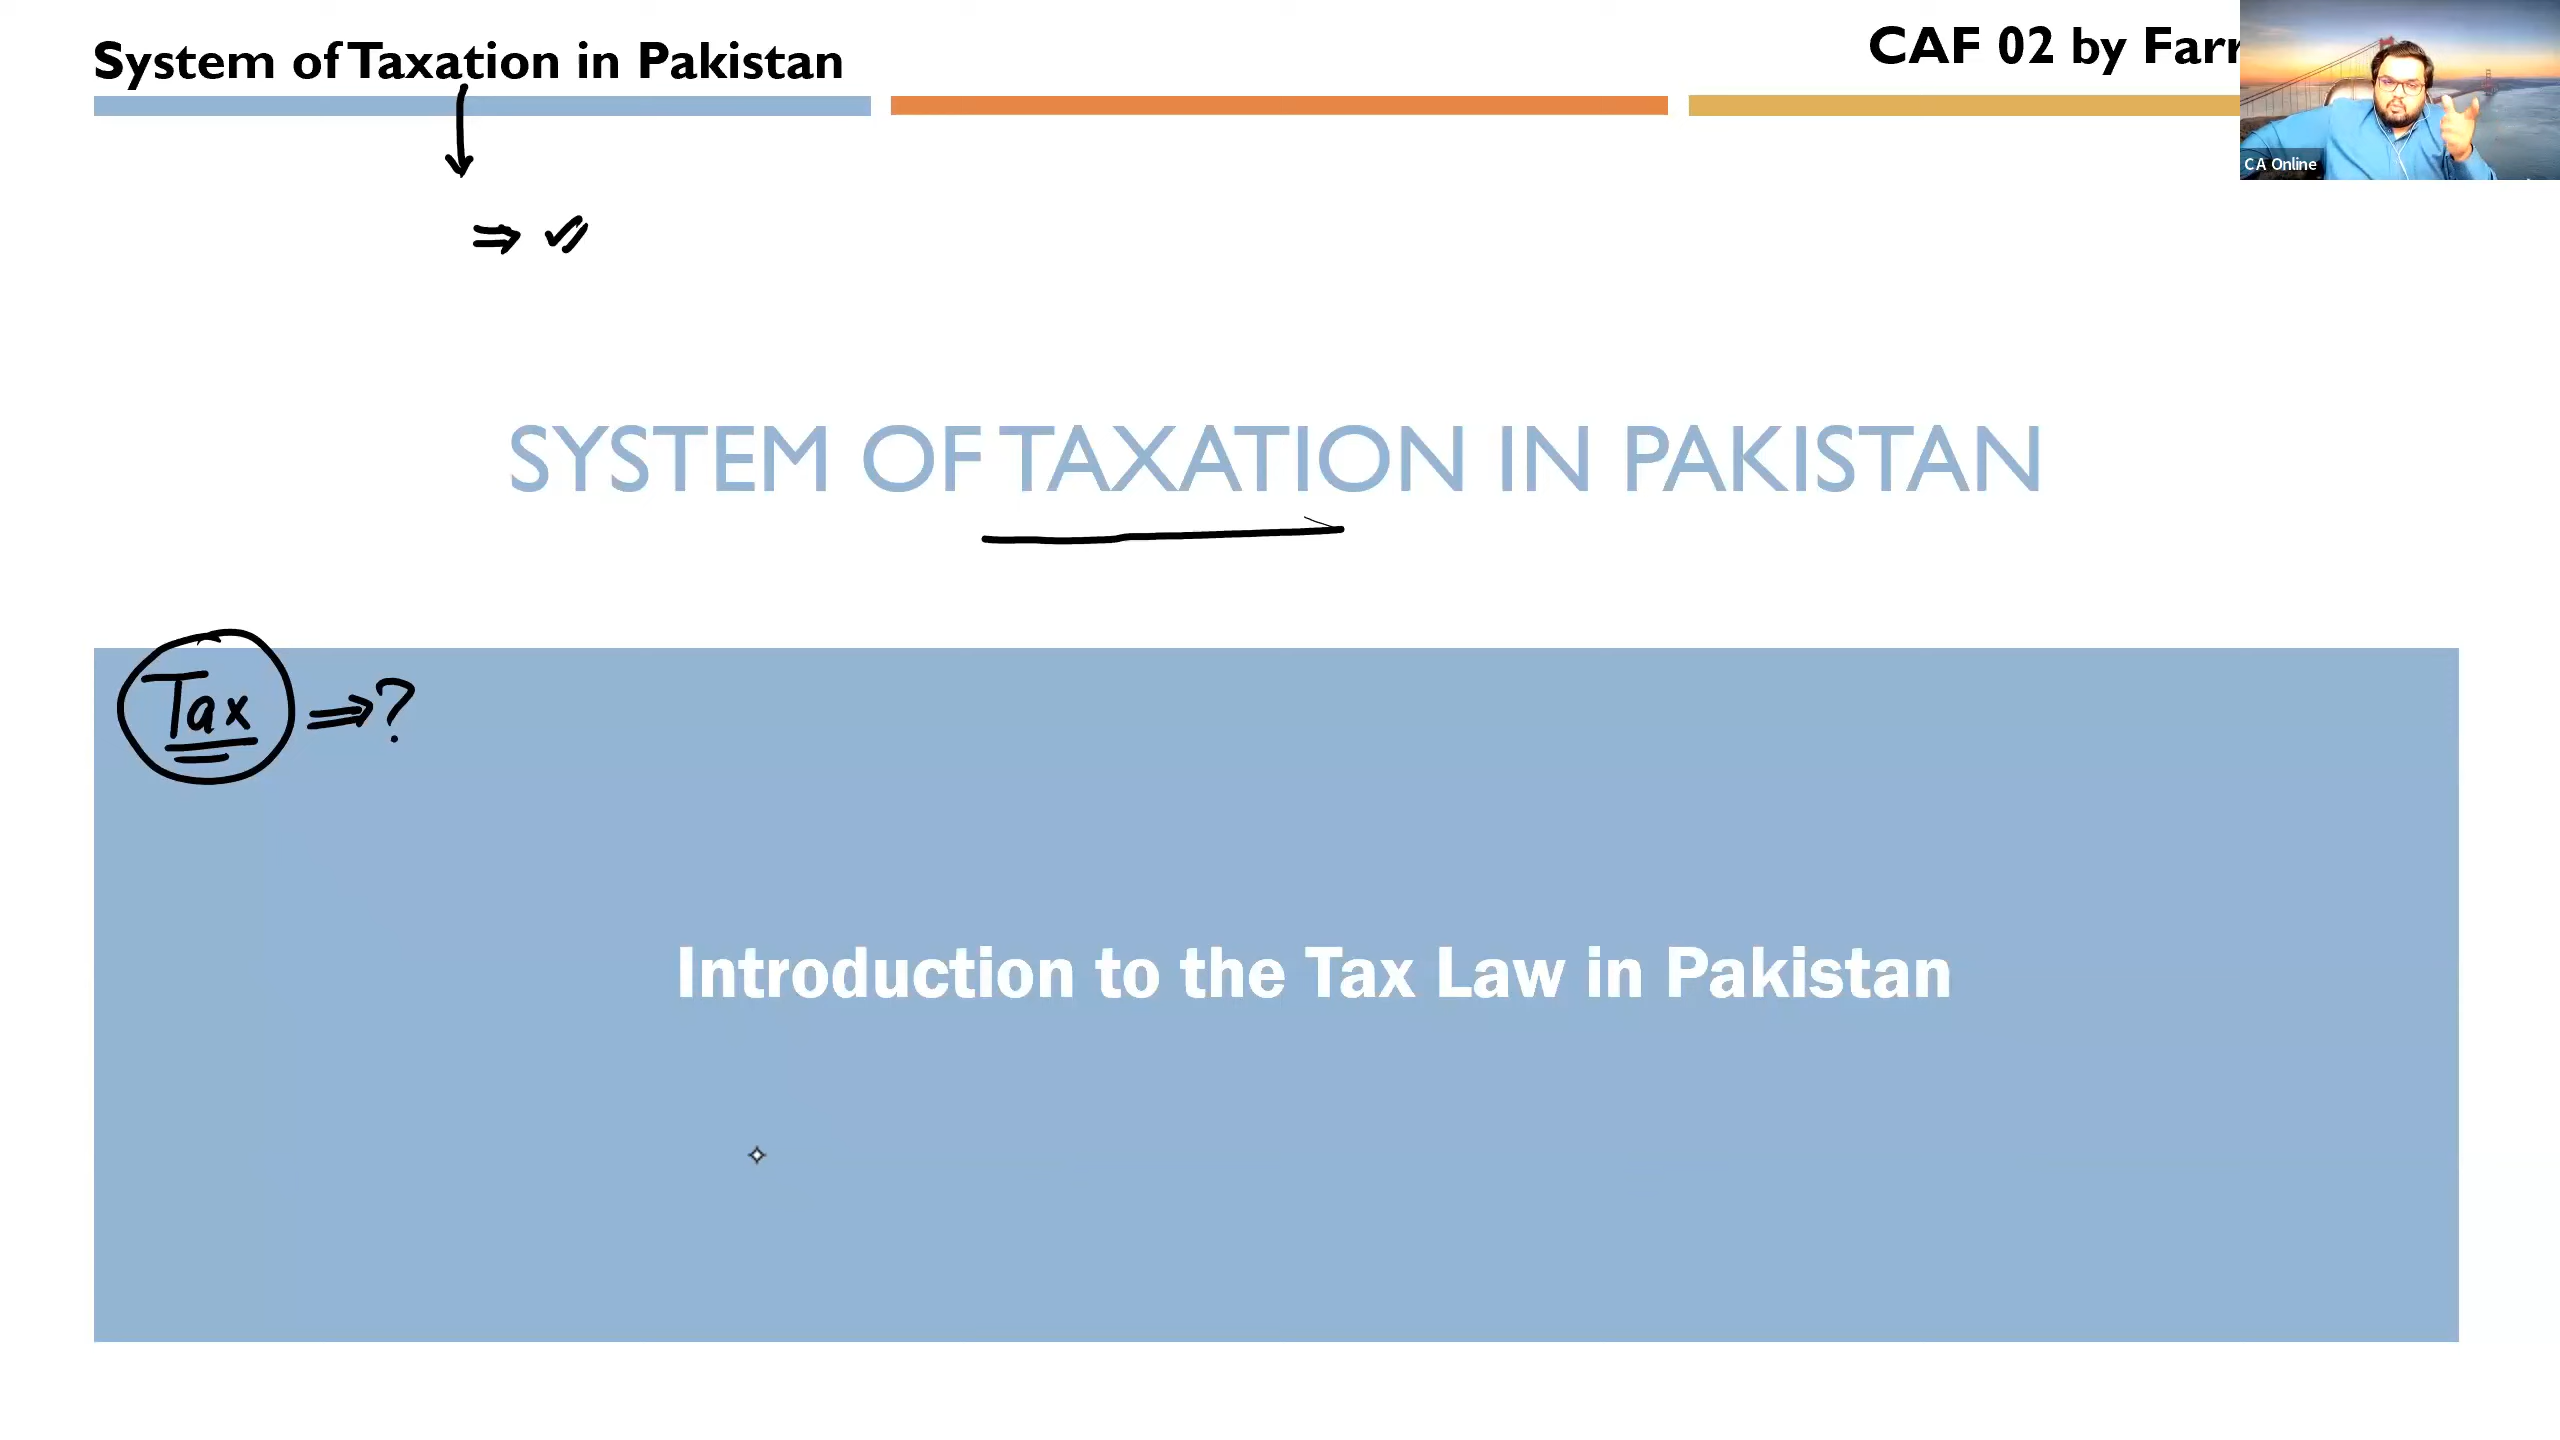 System of Taxation in Pakistan
CAF 02 by Farr
C A Online
SYSTEM OF TAXATION IN PAKISTAN
Tax ⇒ ?
Introduction to the Tax Law in Pakistan